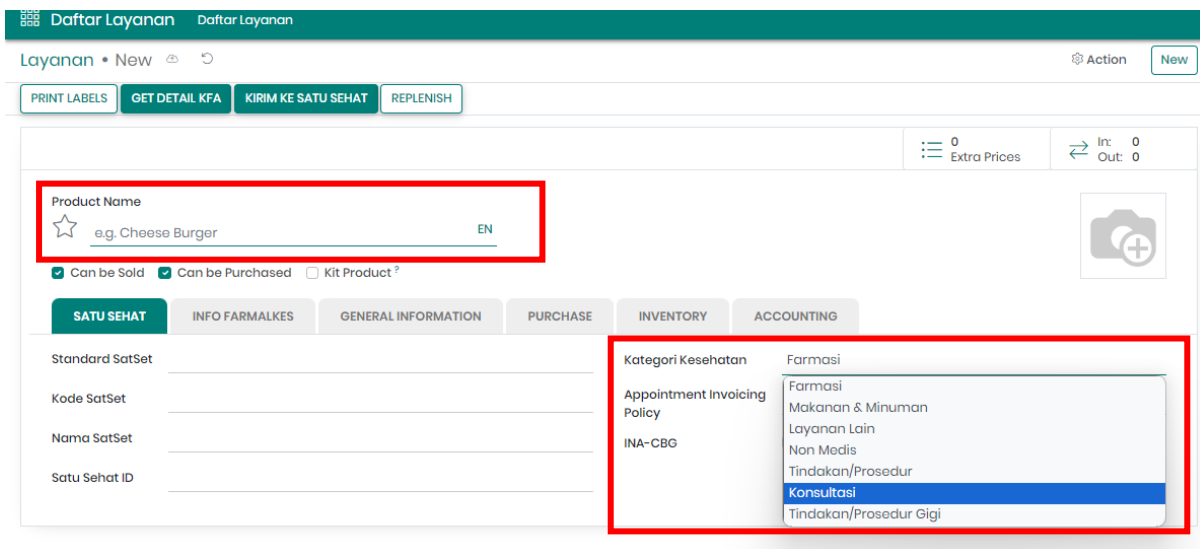 Daftar Layanan Daftar Layanan
Layanan • New Action New
PRINT LABELS GET DETAIL KFA KIRIM KE SATU SEHAT REPLENISH
0 In: 0
Extra Prices Out: 0
Product Name
e.g. Cheese Burger EN
Can be Sold Can be Purchased Kit Product ?
SATU SEHAT INFO FARMALKES GENERAL INFORMATION PURCHASE INVENTORY ACCOUNTING
Standard SatSet
Kode SatSet
Nama SatSet
Satu Sehat ID
Kategori Kesehatan Farmasi
Appointment Invoicing
Policy
INA-CBG
Farmasi
Makanan & Minuman
Layanan Lain
Non Medis
Tindakan/Prosedur
Konsultasi
Tindakan/Prosedur Gigi